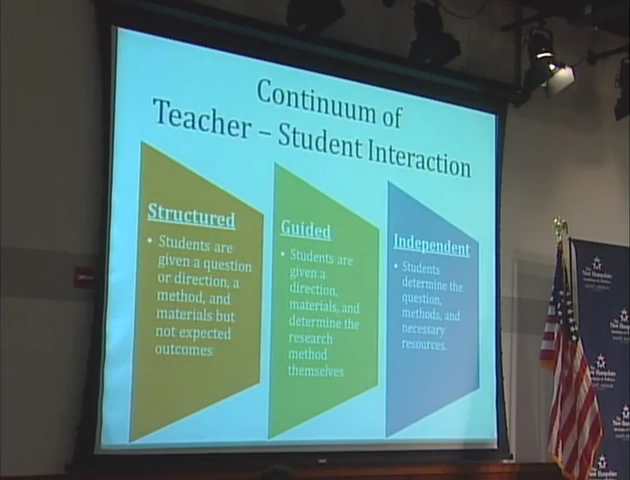 Continuum of
Teacher – Student Interaction
Structured
• Students are
given a question
or direction, a
method, and
materials but
not expected
outcomes
Guided
• Students are
given a
direction,
materials, and
determine the
research
method
themselves
Independent
• Students
determine the
question,
methods, and
necessary
resources.
New Hampshire